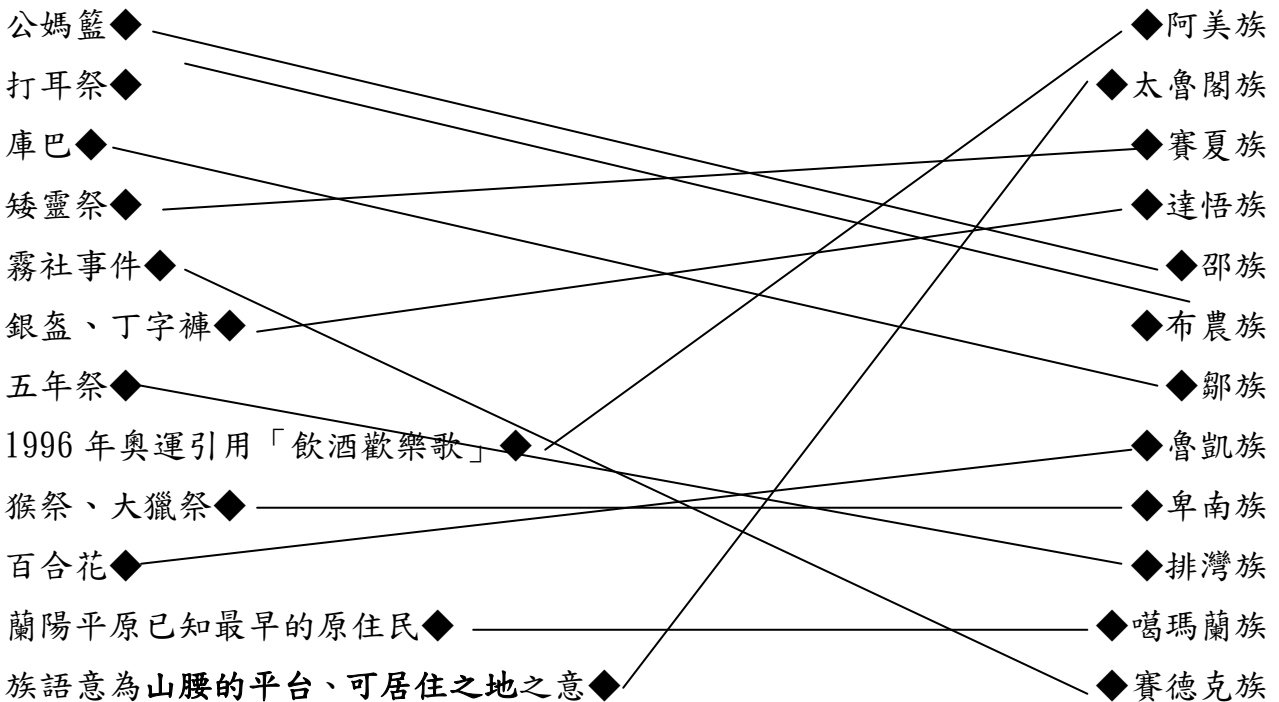 公媽籃◆ ◆阿美族
打耳祭◆ ◆太魯閣族
庫巴◆ ◆賽夏族
矮靈祭◆ ◆達悟族
霧社事件◆ ◆邵族
銀盔、丁字褲◆ ◆布農族
五年祭◆ ◆鄒族
1996 年奧運引用「飲酒歡樂歌」◆ ◆魯凱族
猴祭、大獵祭◆ ◆卑南族
百合花◆ ◆排灣族
蘭陽平原已知最早的原住民◆ ◆噶瑪蘭族
族語意為山腰的平台、可居住之地之意◆ ◆賽德克族